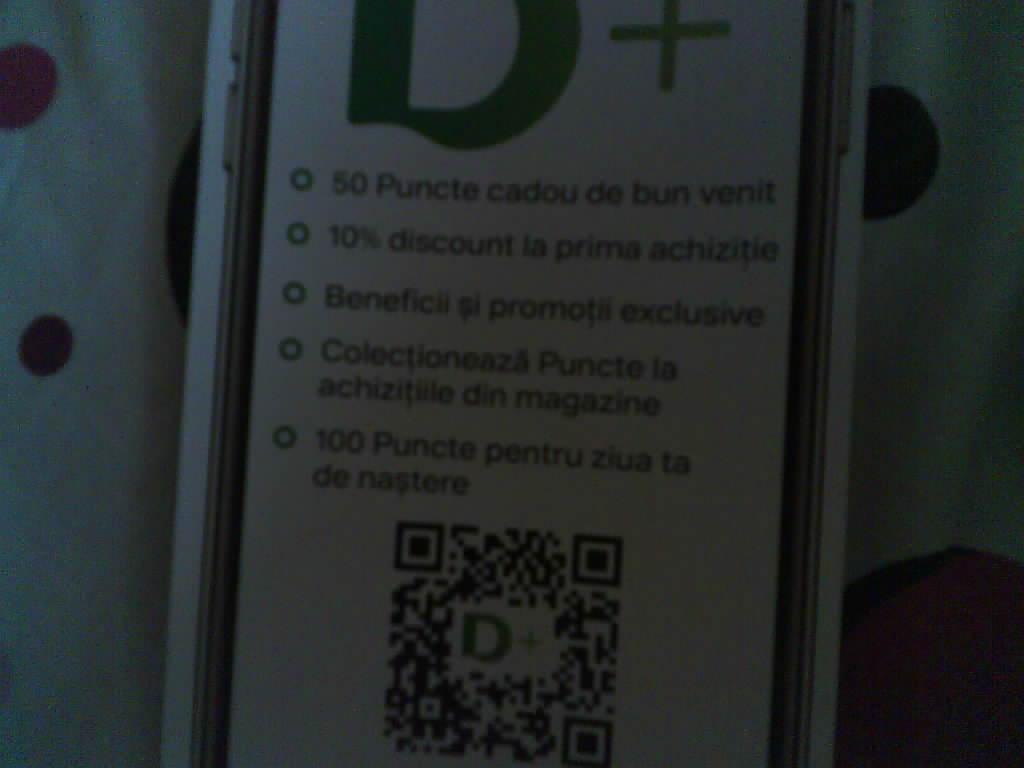 D+
50 Puncte cadou de bun venit
10% discount la prima achiziție
Beneficii și promoții exclusive
Colecționează Puncte la
achizițiile din magazine
100 Puncte pentru ziua ta
de naștere
D+